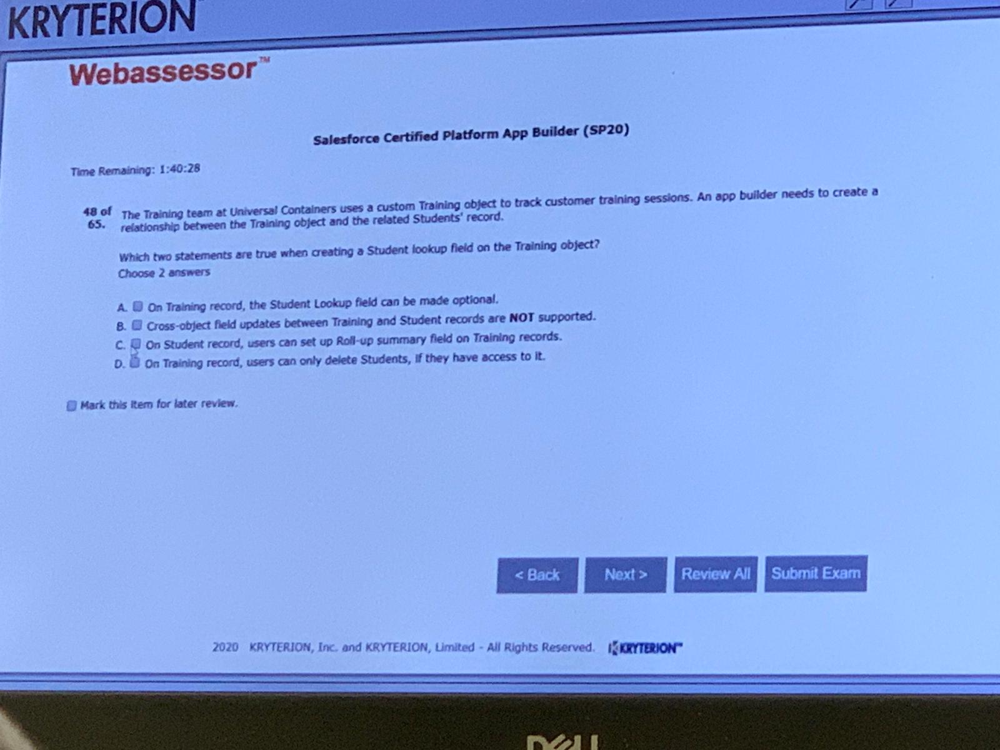 KRYTERION
Webassessor™
Salesforce Certified Platform App Builder (SP20)
Time Remaining: 1:40:28
48 of The Training team at Universal Containers uses a custom Training object to track customer training sessions. An app builder needs to create a
65. relationship between the Training object and the related Students' record.
Which two statements are true when creating a Student lookup field on the Training object?
Choose 2 answers
A. On Training record, the Student Lookup field can be made optional.
B. Cross-object field updates between Training and Student records are NOT supported.
C. On Student record, users can set up Roll-up summary field on Training records.
D. On Training record, users can only delete Students, if they have access to it.
Mark this item for later review.
< Back Next > Review All Submit Exam
2020 KRYTERION, Inc. and KRYTERION, Limited - All Rights Reserved. KRYTERION™
DELL